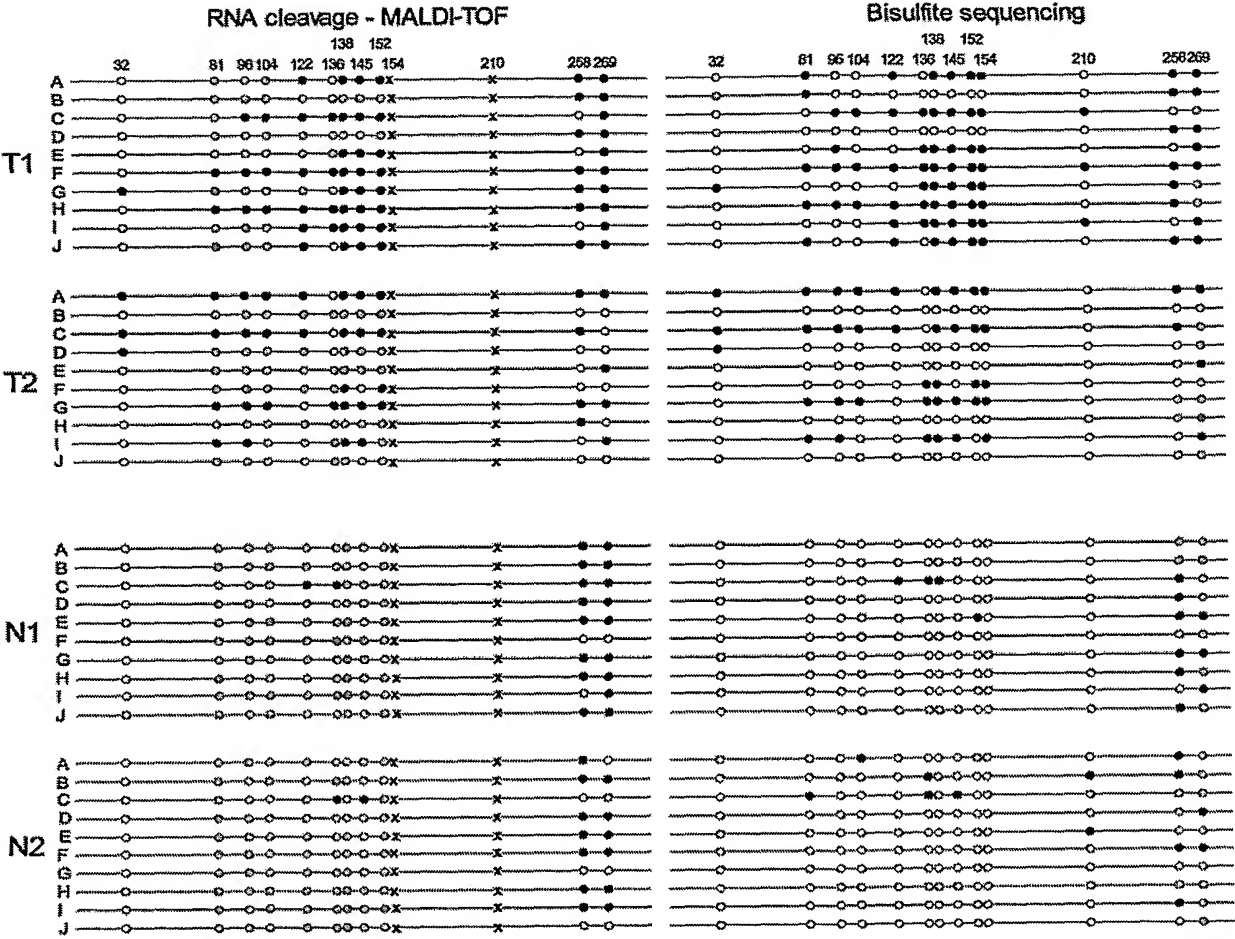 RNA cleavage - MALDI-TOF
138 152
32 81 96 104 122 136 145 154 210 258 269
Bisulfite sequencing
138 152
32 81 96 104 122 136 145 154 210 258 269
T1
A
B
C
D
E
F
G
H
I
J
T2
A
B
C
D
E
F
G
H
I
J
N1
A
B
C
D
E
F
G
H
I
J
N2
A
B
C
D
E
F
G
H
I
J